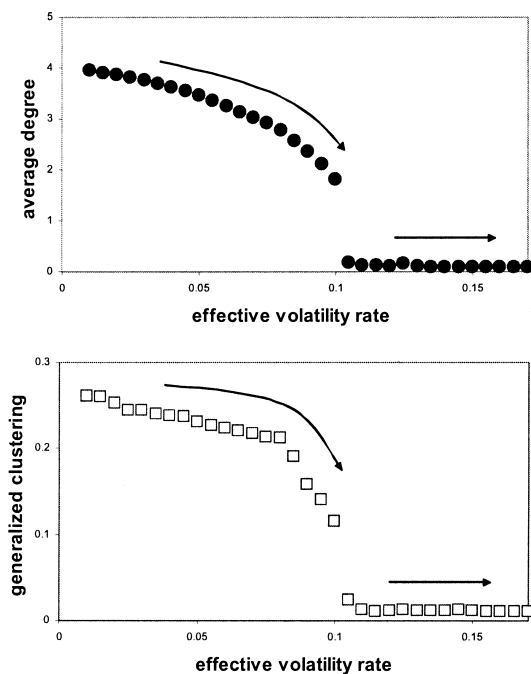 5
4
3
2
1
0
average degree
0 0.05 0.1 0.15
effective volatility rate
0.3
0.2
0.1
0
generalized clustering
0 0.05 0.1 0.15
effective volatility rate